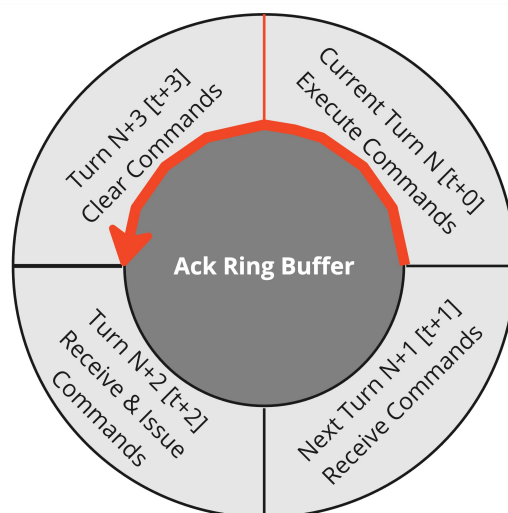 Turn N+3 [t+3]
Clear Commands
Current Turn N [t+0]
Execute Commands
Ack Ring Buffer
Turn N+2 [t+2]
Receive & Issue
Commands
Next Turn N+1 [t+1]
Receive Commands